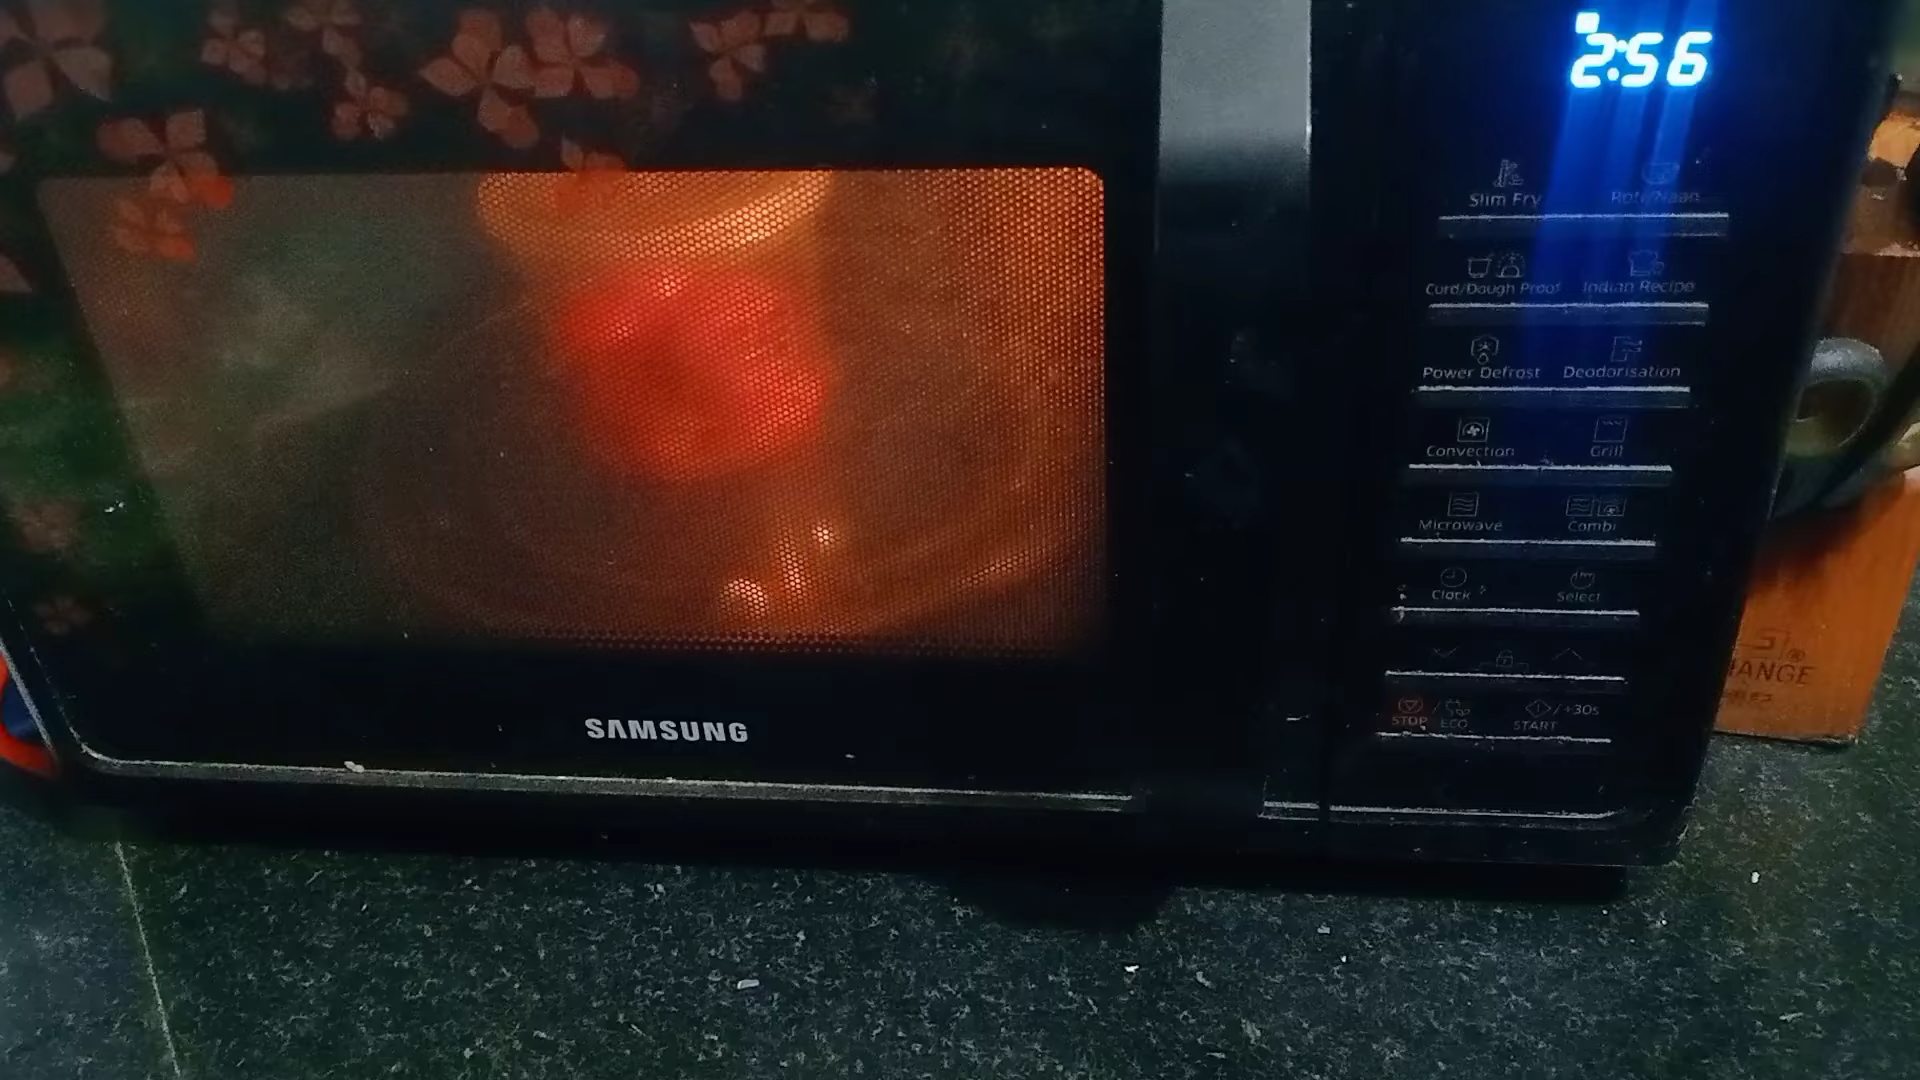 2:56
Slim Fry Roti/Naan
Curd/Dough Proof Indian Recipe
Power Defrost Deodorisation
Convection Grill
Microwave Combi
Clock Select
STOP / ECO START /+30s
SAMSUNG
HANGE